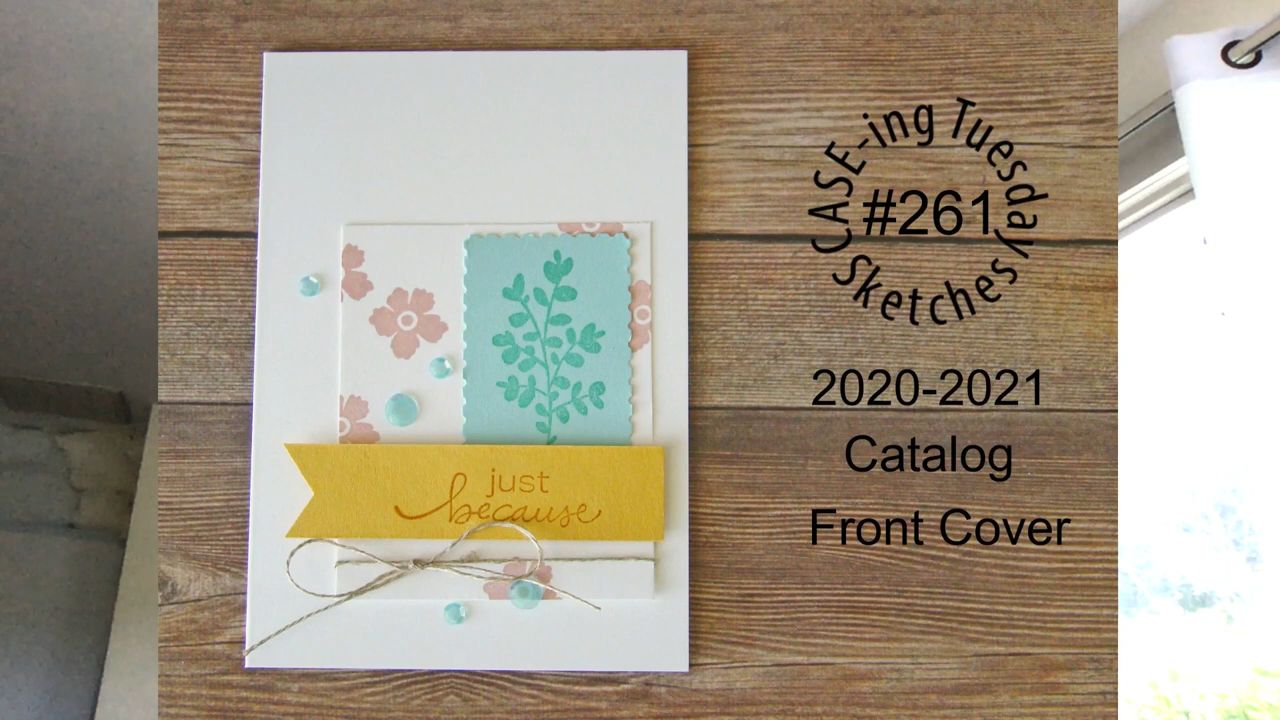 just
because
CASE-ing Tuesday
Sketches
#261
2020-2021
Catalog
Front Cover